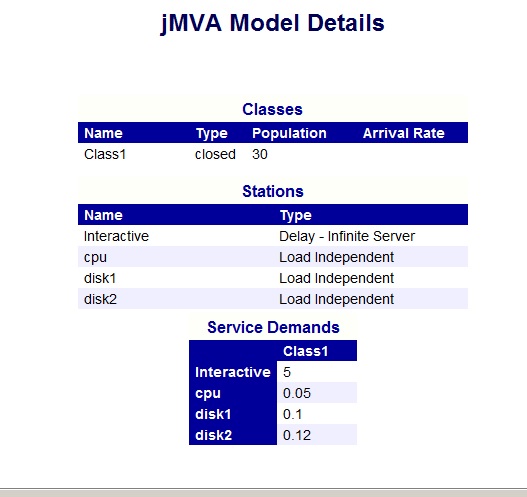 jMVA Model Details
Classes
Name Type Population Arrival Rate
Class1 closed 30
Stations
Name Type
Interactive Delay - Infinite Server
cpu Load Independent
disk1 Load Independent
disk2 Load Independent
Service Demands
Class1
Interactive 5
cpu 0.05
disk1 0.1
disk2 0.12